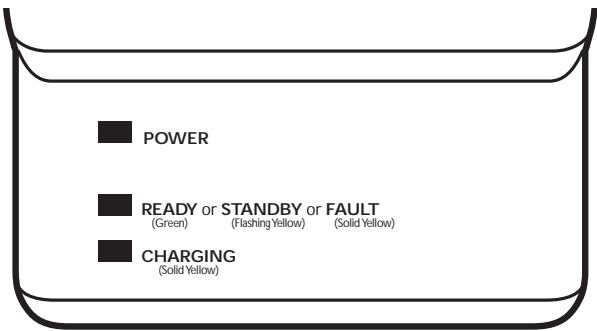 POWER
READY or STANDBY or FAULT
(Green) (Flashing Yellow) (Solid Yellow)
CHARGING
(Solid Yellow)